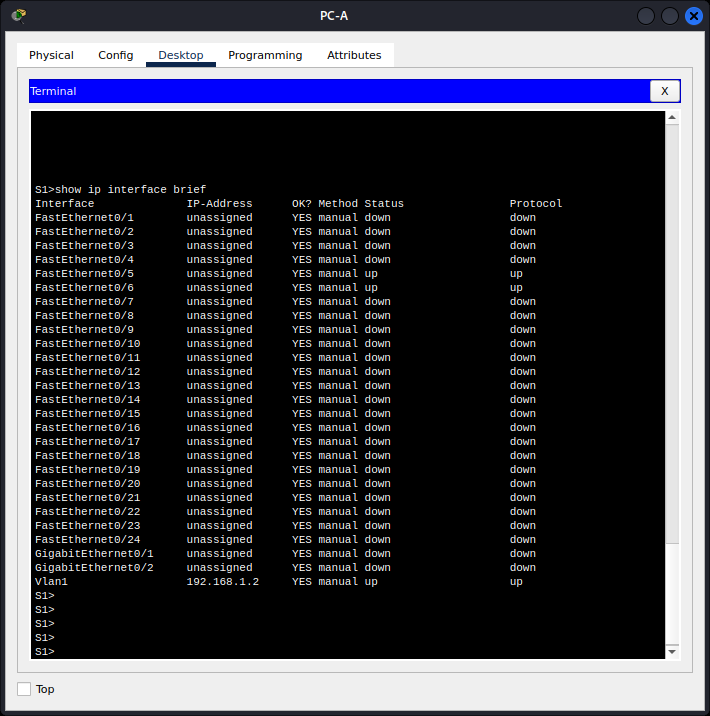 PC-A
Physical Config Desktop Programming Attributes
Terminal X
S1>show ip interface brief
Interface              IP-Address      OK? Method Status                Protocol
FastEthernet0/1        unassigned      YES manual down                  down
FastEthernet0/2        unassigned      YES manual down                  down
FastEthernet0/3        unassigned      YES manual down                  down
FastEthernet0/4        unassigned      YES manual down                  down
FastEthernet0/5        unassigned      YES manual up                    up
FastEthernet0/6        unassigned      YES manual up                    up
FastEthernet0/7        unassigned      YES manual down                  down
FastEthernet0/8        unassigned      YES manual down                  down
FastEthernet0/9        unassigned      YES manual down                  down
FastEthernet0/10       unassigned      YES manual down                  down
FastEthernet0/11       unassigned      YES manual down                  down
FastEthernet0/12       unassigned      YES manual down                  down
FastEthernet0/13       unassigned      YES manual down                  down
FastEthernet0/14       unassigned      YES manual down                  down
FastEthernet0/15       unassigned      YES manual down                  down
FastEthernet0/16       unassigned      YES manual down                  down
FastEthernet0/17       unassigned      YES manual down                  down
FastEthernet0/18       unassigned      YES manual down                  down
FastEthernet0/19       unassigned      YES manual down                  down
FastEthernet0/20       unassigned      YES manual down                  down
FastEthernet0/21       unassigned      YES manual down                  down
FastEthernet0/22       unassigned      YES manual down                  down
FastEthernet0/23       unassigned      YES manual down                  down
FastEthernet0/24       unassigned      YES manual down                  down
GigabitEthernet0/1     unassigned      YES manual down                  down
GigabitEthernet0/2     unassigned      YES manual down                  down
Vlan1                  192.168.1.2     YES manual up                    up
S1>
S1>
S1>
S1>
S1>
Top